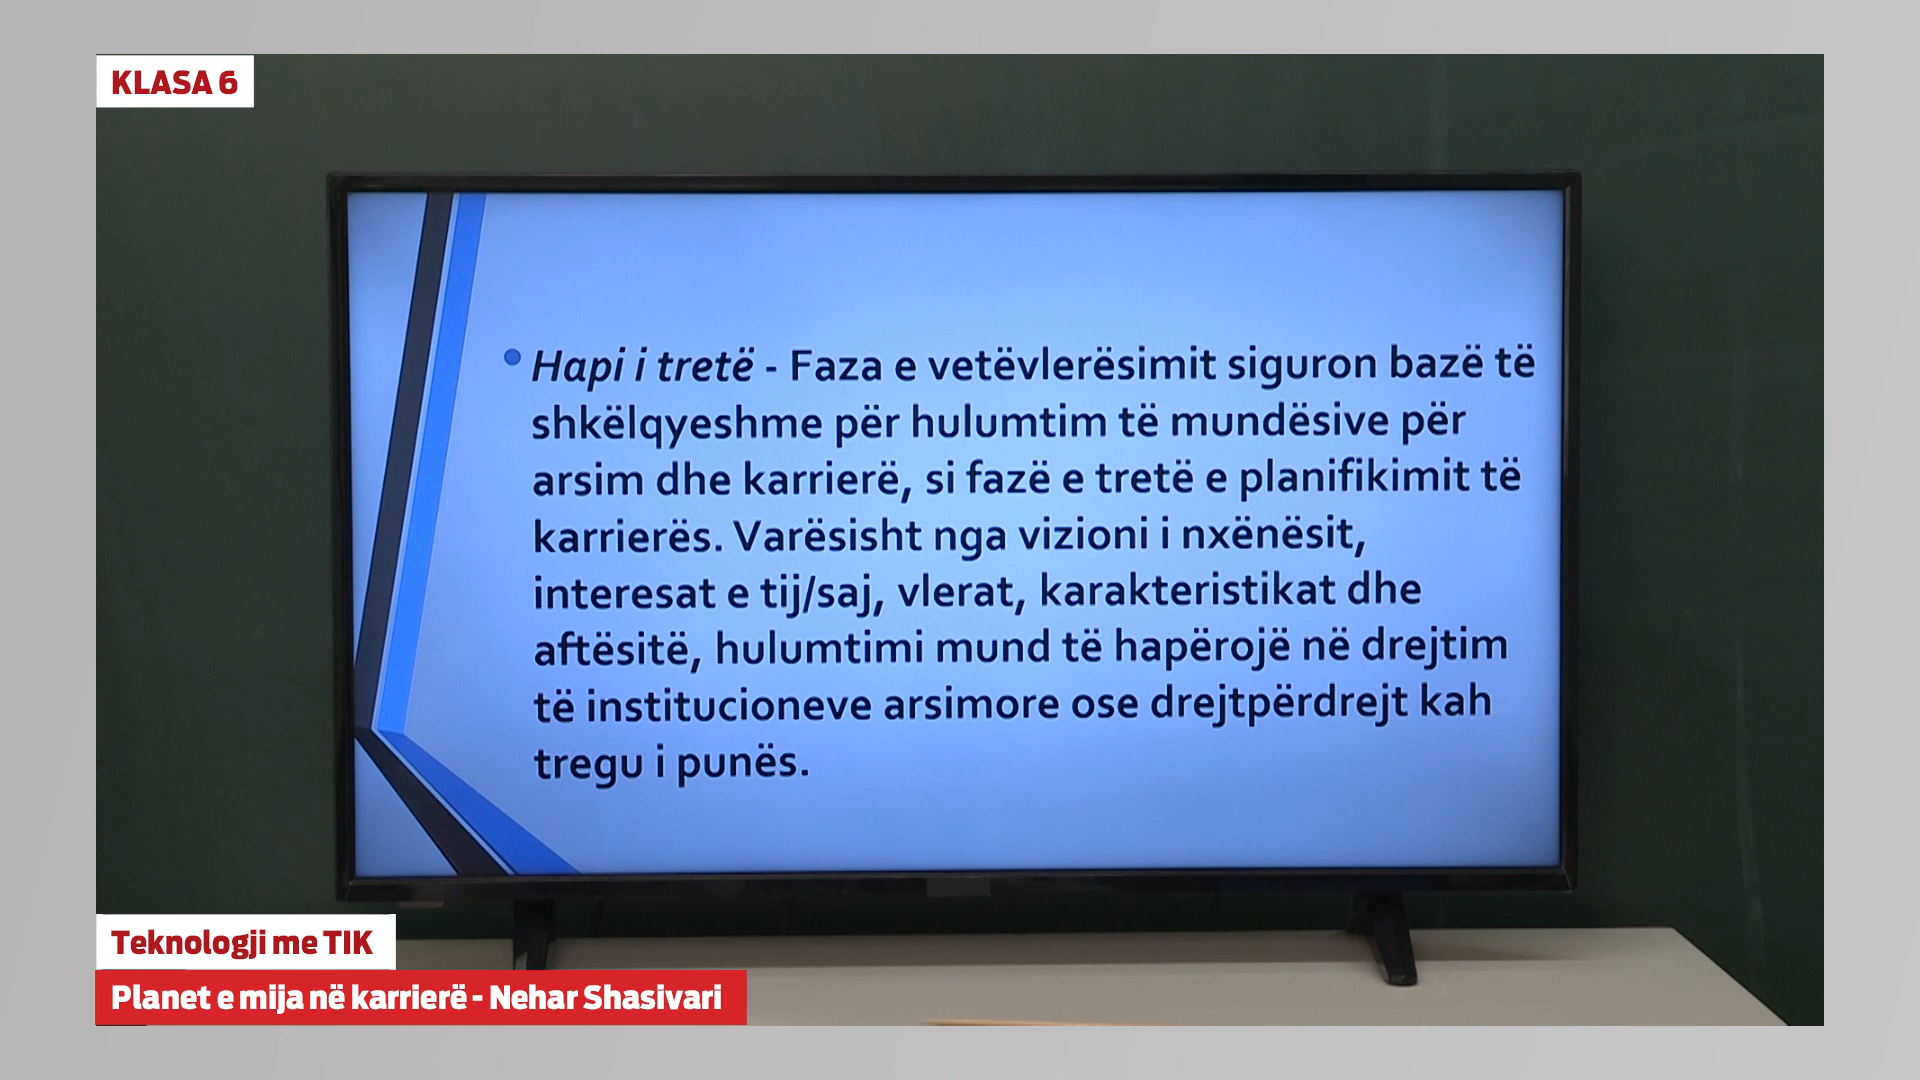 KLASA 6
Hapi i tretë - Faza e vetëvlerësimit siguron bazë të
shkëlqyeshme për hulumtim të mundësive për
arsim dhe karrierë, si fazë e tretë e planifikimit të
karrierës. Varësisht nga vizioni i nxënësit,
interesat e tij/saj, vlerat, karakteristikat dhe
aftësitë, hulumtimi mund të hapërojë në drejtim
të institucioneve arsimore ose drejtpërdrejt kah
tregu i punës.
Teknologji me TIK
Planet e mija në karrierë - Nehar Shasivari